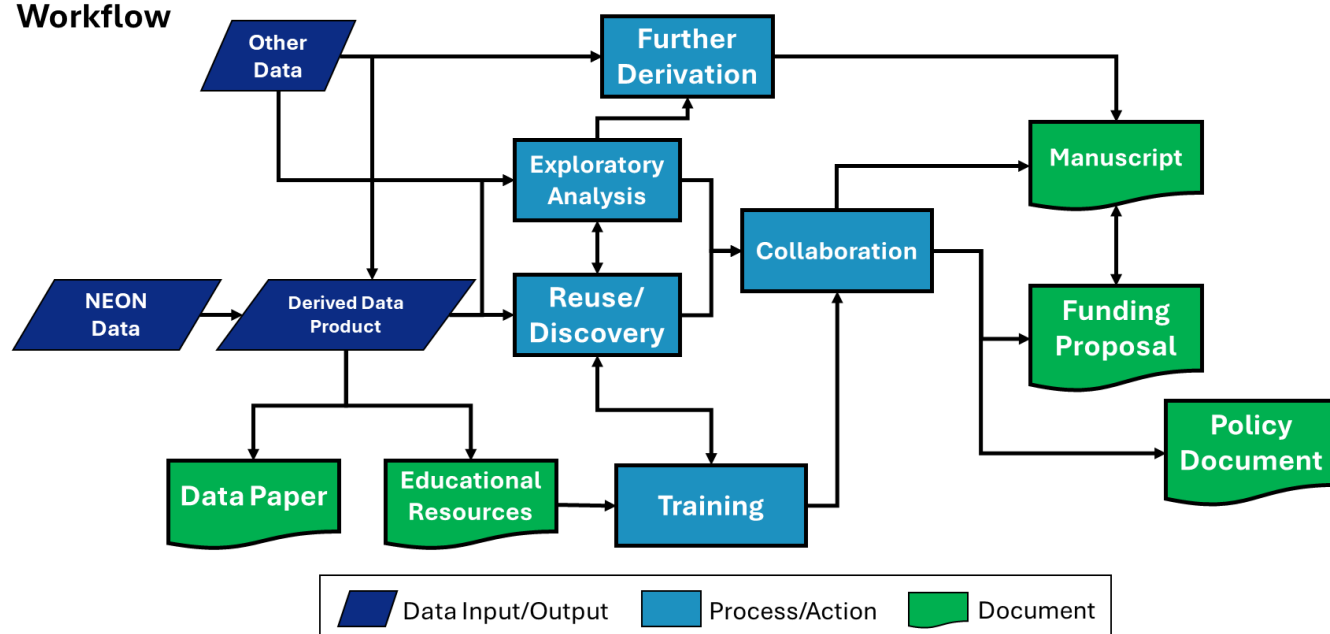 Workflow
Other
Data
Further
Derivation
Exploratory
Analysis
Manuscript
Collaboration
NEON
Data
Derived Data
Product
Reuse/
Discovery
Funding
Proposal
Policy
Document
Data Paper
Educational
Resources
Training
Data Input/Output
Process/Action
Document